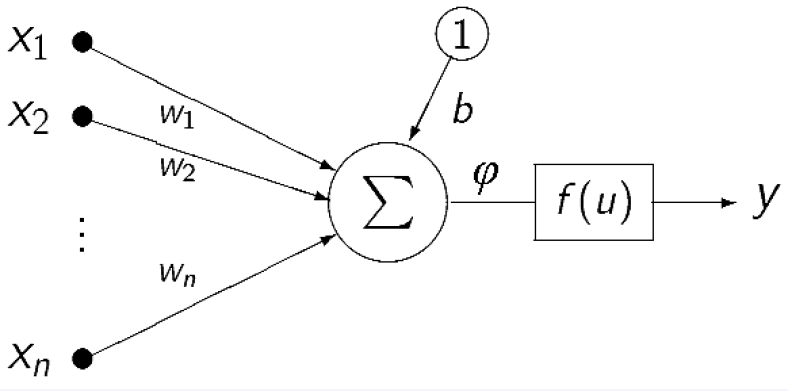 x₁
1
x₂
w₁
b
w₂
φ
∑
f(u)
y
⋮
wₙ
xₙ